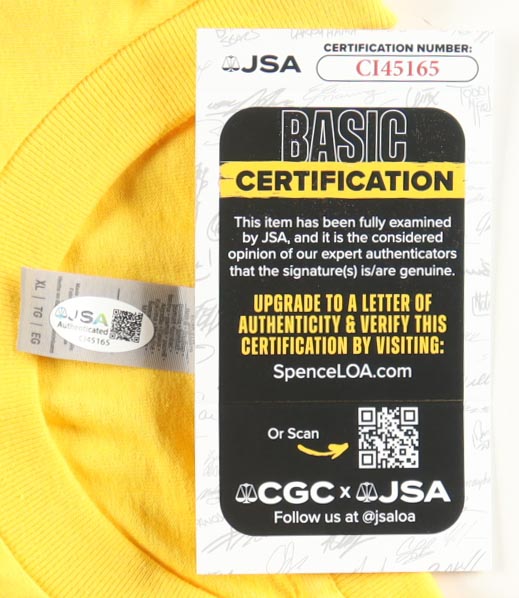 JSA
CERTIFICATION NUMBER:
CI45165
BASIC
CERTIFICATION
This item has been fully examined
by JSA, and it is the considered
opinion of our expert authenticators
that the signature(s) is/are genuine.
UPGRADE TO A LETTER OF
AUTHENTICITY & VERIFY THIS
CERTIFICATION BY VISITING:
SpenceLOA.com
Or Scan
CGC x JSA
Follow us at @jsaloa
XL | TG | EG
JSA
Authenticated
CI45165